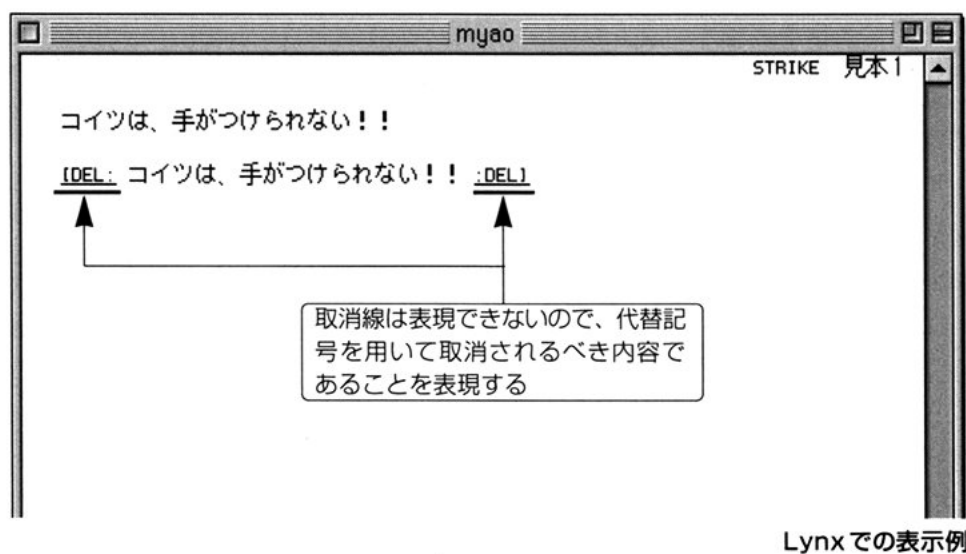 myao
STRIKE 見本1
コイツは、手がつけられない！！
[DEL: コイツは、手がつけられない！！ :DEL]
取消線は表現できないので、代替記
号を用いて取消されるべき内容で
あることを表現する
Lynxでの表示例